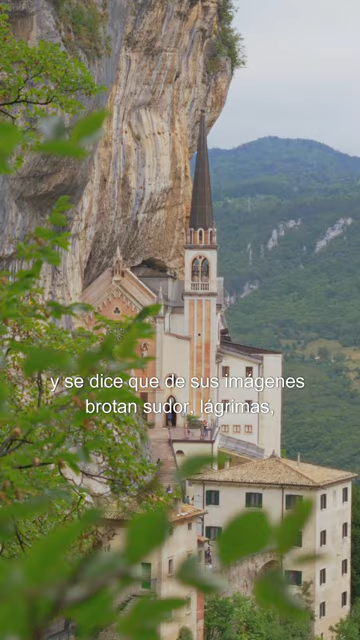 y se dice que de sus imágenes
brotan sudor, lágrimas,